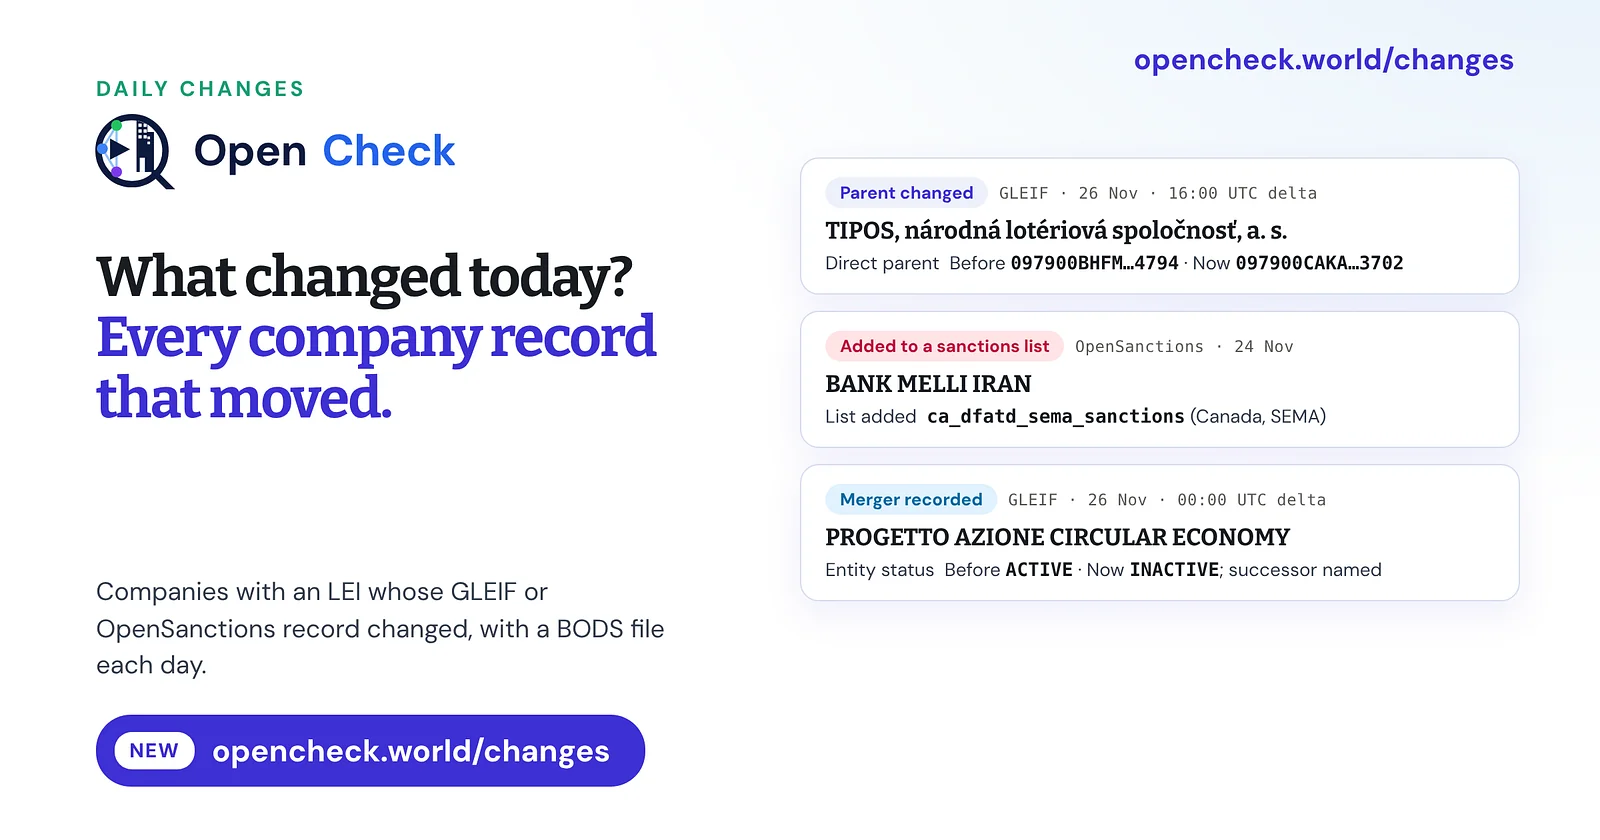 DAILY CHANGES
Open Check
What changed today?
Every company record
that moved.
Companies with an LEI whose GLEIF or
OpenSanctions record changed, with a BODS file
each day.
NEW opencheck.world/changes
opencheck.world/changes
Parent changed GLEIF · 26 Nov · 16:00 UTC delta
TIPOS, národná lotériová spoločnosť, a. s.
Direct parent Before 097900BHFM…4794 · Now 097900CAKA…3702
Added to a sanctions list OpenSanctions · 24 Nov
BANK MELLI IRAN
List added ca_dfatd_sema_sanctions (Canada, SEMA)
Merger recorded GLEIF · 26 Nov · 00:00 UTC delta
PROGETTO AZIONE CIRCULAR ECONOMY
Entity status Before ACTIVE · Now INACTIVE; successor named